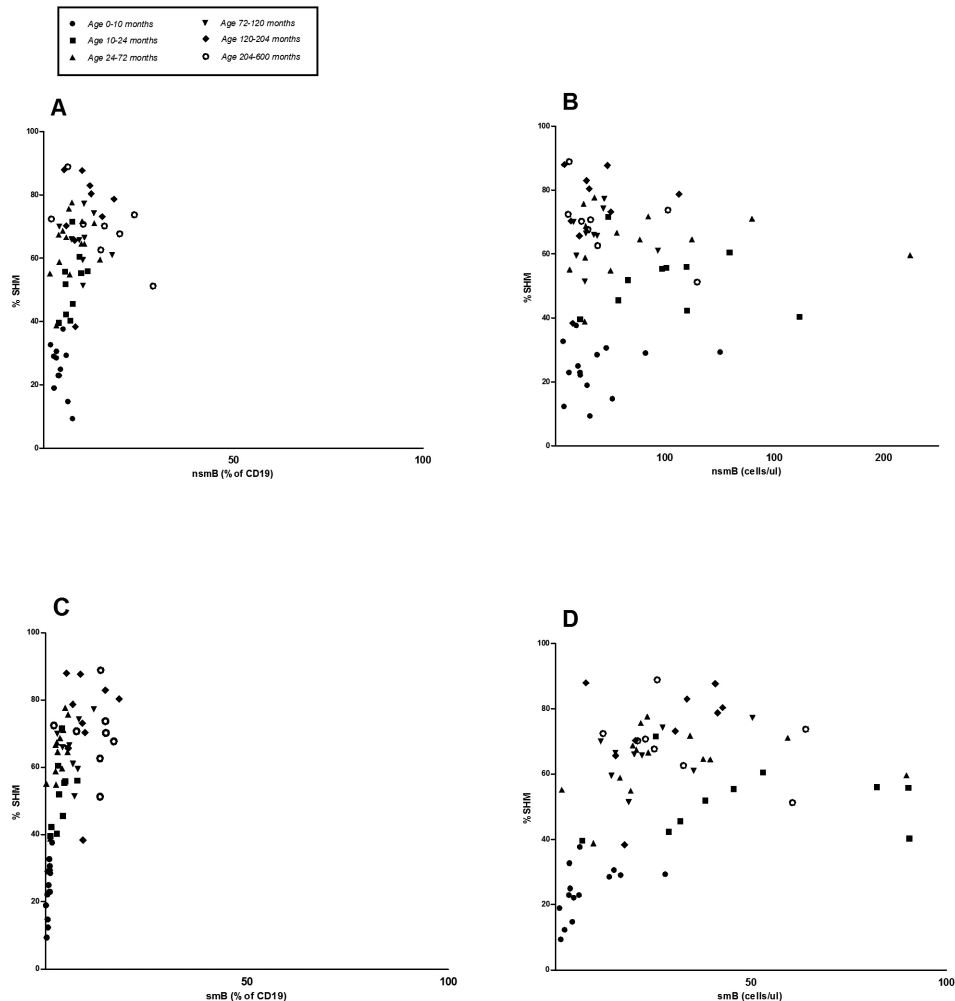 Age 0-10 months
Age 72-120 months
Age 10-24 months
Age 120-204 months
Age 24-72 months
Age 204-600 months
A
100
80
60
40
20
0
% SHM
50
100
nsmB (% of CD19)
B
100
80
60
40
20
0
% SHM
100
100
200
nsmB (cells/ul)
C
100
80
60
40
20
0
% SHM
50
100
smB (% of CD19)
D
100
80
60
40
20
0
% SHM
50
100
smB (cells/ul)